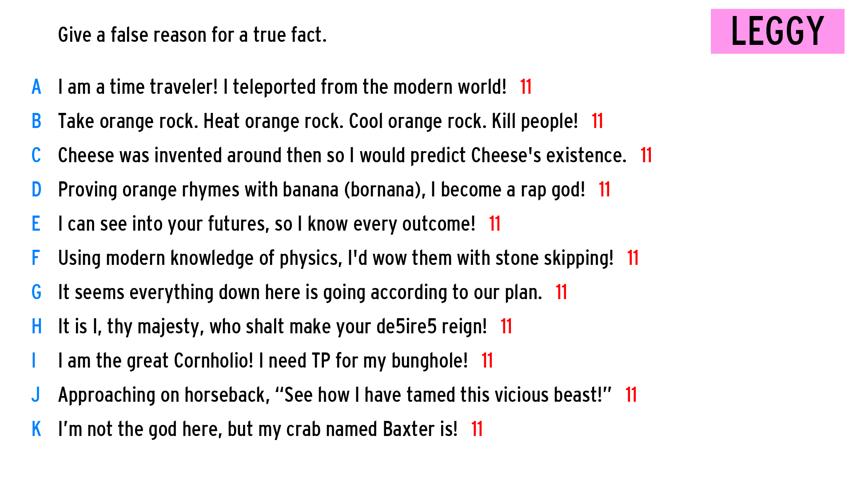 Give a false reason for a true fact.
LEGGY
A I am a time traveler! I teleported from the modern world! 11
B Take orange rock. Heat orange rock. Cool orange rock. Kill people! 11
C Cheese was invented around then so I would predict Cheese's existence. 11
D Proving orange rhymes with banana (bornana), I become a rap god! 11
E I can see into your futures, so I know every outcome! 11
F Using modern knowledge of physics, I'd wow them with stone skipping! 11
G It seems everything down here is going according to our plan. 11
H It is I, thy majesty, who shalt make your de5ire5 reign! 11
I I am the great Cornholio! I need TP for my bunghole! 11
J Approaching on horseback, “See how I have tamed this vicious beast!” 11
K I’m not the god here, but my crab named Baxter is! 11